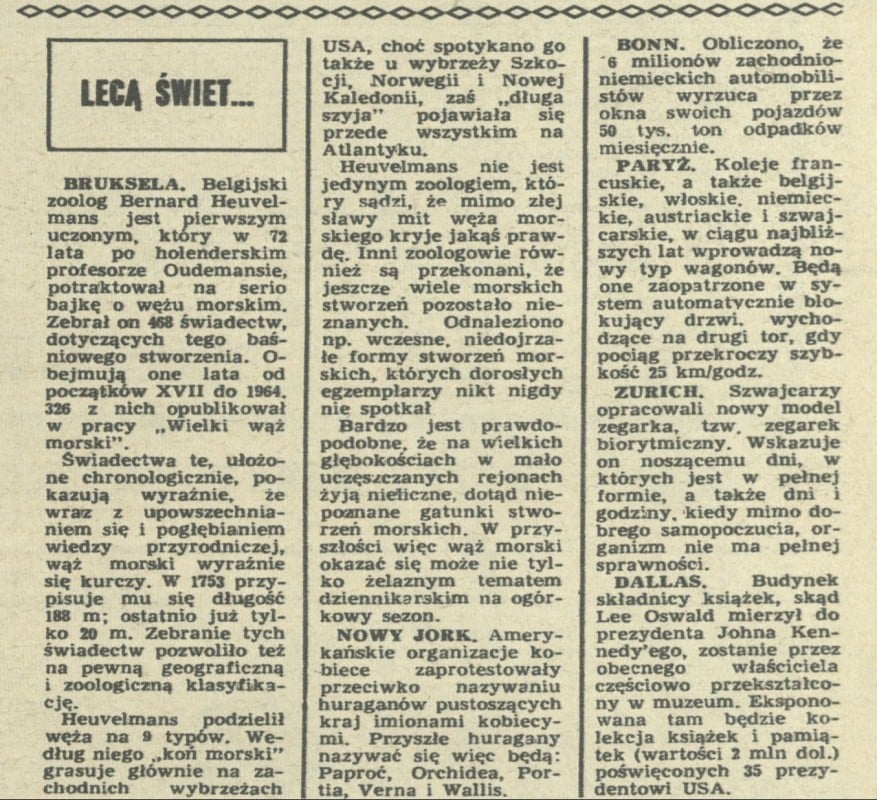 LECĄ ŚWIET...
BRUKSELA. Belgijski
zoolog Bernard Heuvel-
mans jest pierwszym
uczonym, który w 72
lata po holenderskim
profesorze Oudemansie,
potraktował na serio
bajkę o wężu morskim.
Zebrał on 468 świadectw,
dotyczących tego baś-
niowego stworzenia. O-
bejmują one lata od
początków XVII do 1964.
326 z nich opublikował
w pracy „Wielki wąż
morski”.
Świadectwa te, ułożo-
ne chronologicznie, po-
kazują wyraźnie, że
wraz z upowszechnia-
niem się i pogłębianiem
wiedzy przyrodniczej,
wąż morski wyraźnie
się kurczy. W 1753 przy-
pisuje mu się długość
188 m; ostatnio już tyl-
ko 20 m. Zebranie tych
świadectw pozwoliło też
na pewną geograficzną
i zoologiczną klasyfika-
cję.
Heuvelmans podzielił
węża na 9 typów. We-
dług niego „koń morski”
grasuje głównie na za-
chodnich wybrzeżach
USA, choć spotykano go
także u wybrzeży Szko-
cji, Norwegii i Nowej
Kaledonii, zaś „długa
szyja” pojawiała się
przede wszystkim na
Atlantyku.
Heuvelmans nie jest
jedynym zoologiem, któ-
ry sądzi, że mimo złej
sławy mit węża mor-
skiego kryje jakąś praw-
dę. Inni zoologowie rów-
nież są przekonani, że
jeszcze wiele morskich
stworzeń pozostało nie-
znanych. Odnaleziono
np. wczesne, niedojrza-
łe formy stworzeń mor-
skich, których dorosłych
egzemplarzy nikt nigdy
nie spotkał
Bardzo jest prawdo-
podobne, że na wielkich
głębokościach w mało
uczęszczanych rejonach
żyją nieliczne, dotąd nie-
poznane gatunki stwo-
rzeń morskich. W przy-
szłości więc wąż morski
okazać się może nie tyl-
ko żelaznym tematem
dziennikarskim na ogór-
kowy sezon.
NOWY JORK. Amery-
kańskie organizacje ko-
biece zaprotestowały
przeciwko nazywaniu
huraganów pustoszących
kraj imionami kobiecy-
mi. Przyszłe huragany
nazywać się więc będą:
Paproć, Orchidea, Por-
tia, Verna i Wallis.
BONN. Obliczono, że
6 milionów zachodnio-
niemieckich automobili-
stów wyrzuca przez
okna swoich pojazdów
50 tys. ton odpadków
miesięcznie.
PARYŻ. Koleje fran-
cuskie, a także belgij-
skie, włoskie, niemiec-
kie, austriackie i szwaj-
carskie, w ciągu najbliż-
szych lat wprowadzą no-
wy typ wagonów. Będą
one zaopatrzone w sy-
stem automatycznie blo-
kujący drzwi, wycho-
dzące na drugi tor, gdy
pociąg przekroczy szyb-
kość 25 km/godz.
ZURICH. Szwajcarzy
opracowali nowy model
zegarka, tzw. zegarek
biorytmiczny. Wskazuje
on noszącemu dni, w
których jest w pełnej
formie, a także dni i
godziny, kiedy mimo do-
brego samopoczucia, or-
ganizm nie ma pełnej
sprawności.
DALLAS. Budynek
składnicy książek, skąd
Lee Oswald mierzył do
prezydenta Johna Ken-
nedy'ego, zostanie przez
obecnego właściciela
częściowo przekształco-
ny w muzeum. Ekspono-
wana tam będzie ko-
lekcja książek i pamią-
tek (wartości 2 mln dol.)
poświęconych 35 prezy-
dentowi USA.